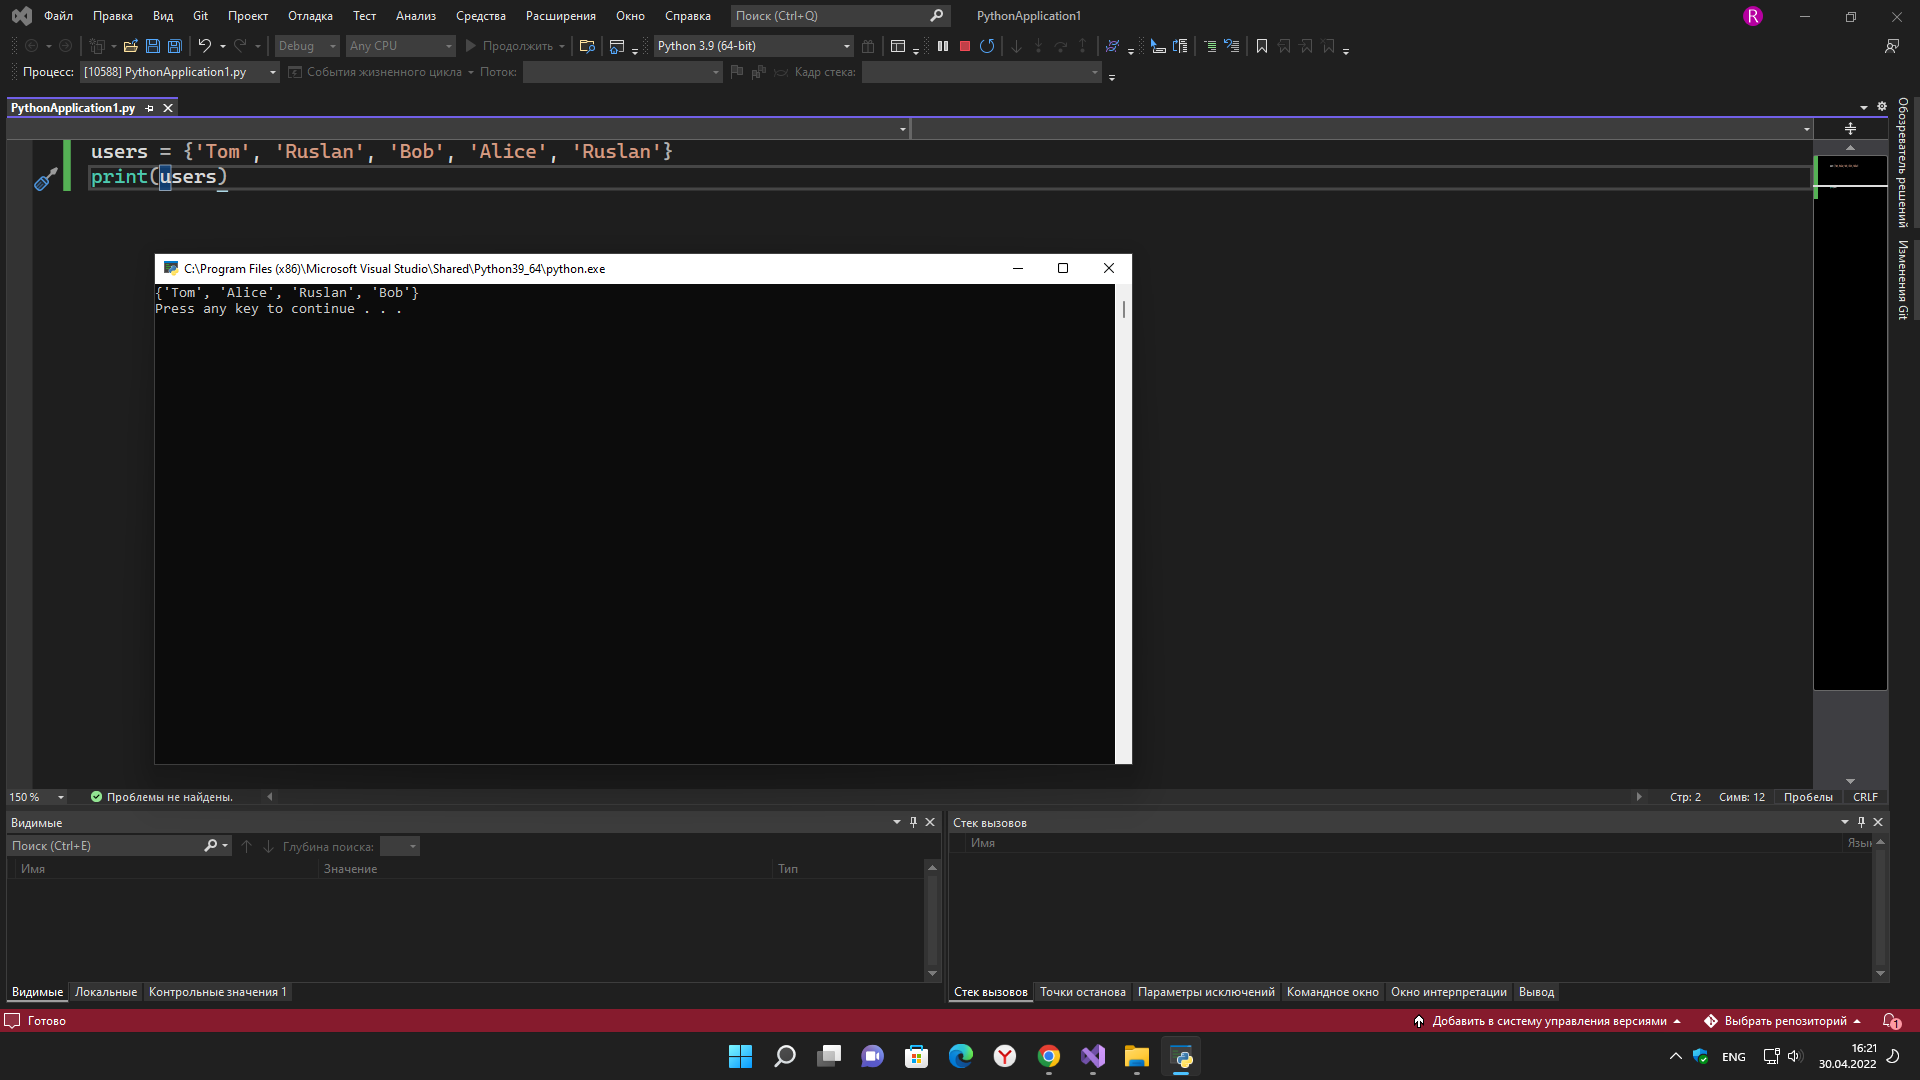 Файл Правка Вид Git Проект Отладка Тест Анализ Средства Расширения Окно Справка Поиск (Ctrl+Q) PythonApplication1 R
Debug Any CPU Продолжить Python 3.9 (64-bit)
Процесс: [10588] PythonApplication1.py События жизненного цикла Поток: Кадр стека:
PythonApplication1.py
users = {'Tom', 'Ruslan', 'Bob', 'Alice', 'Ruslan'}
print(users)
Обозреватель решений
Изменения Git
C:\Program Files (x86)\Microsoft Visual Studio\Shared\Python39_64\python.exe
{'Tom', 'Alice', 'Ruslan', 'Bob'}
Press any key to continue . . .
150 % Проблемы не найдены. Стр: 2 Симв: 12 Пробелы CRLF
Видимые
Поиск (Ctrl+E) Глубина поиска:
Имя Значение Тип
Видимые Локальные Контрольные значения 1
Стек вызовов
Имя Язык
Стек вызовов Точки останова Параметры исключений Командное окно Окно интерпретации Вывод
Готово Добавить в систему управления версиями Выбрать репозиторий 1
ENG 16:21
30.04.2022